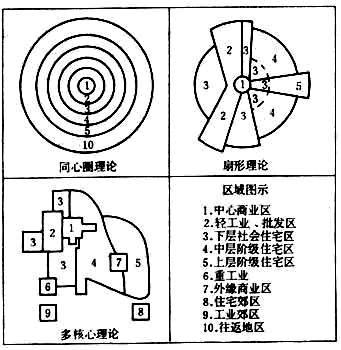 1
2
3
4
5
10
同心圈理论
2
3
3
4
3
1
3
5
3
4
2
3
扇形理论
3
2
1
3
3
4
7
5
6
9
8
多核心理论
区域图示
1.中心商业区
2.轻工业、批发区
3.下层社会住宅区
4.中层阶级住宅区
5.上层阶级住宅区
6.重工业
7.外缘商业区
8.住宅郊区
9.工业郊区
10.往返地区